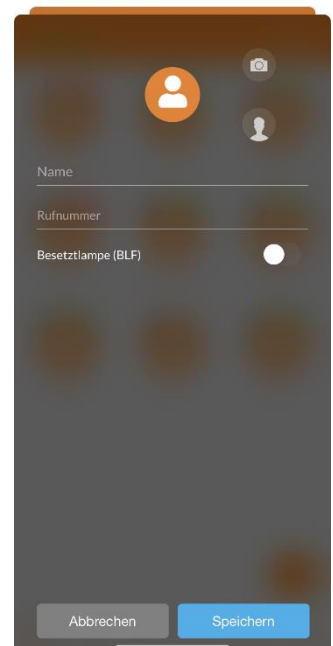 Name
Rufnummer
Besetztlampe (BLF)
Abbrechen
Speichern